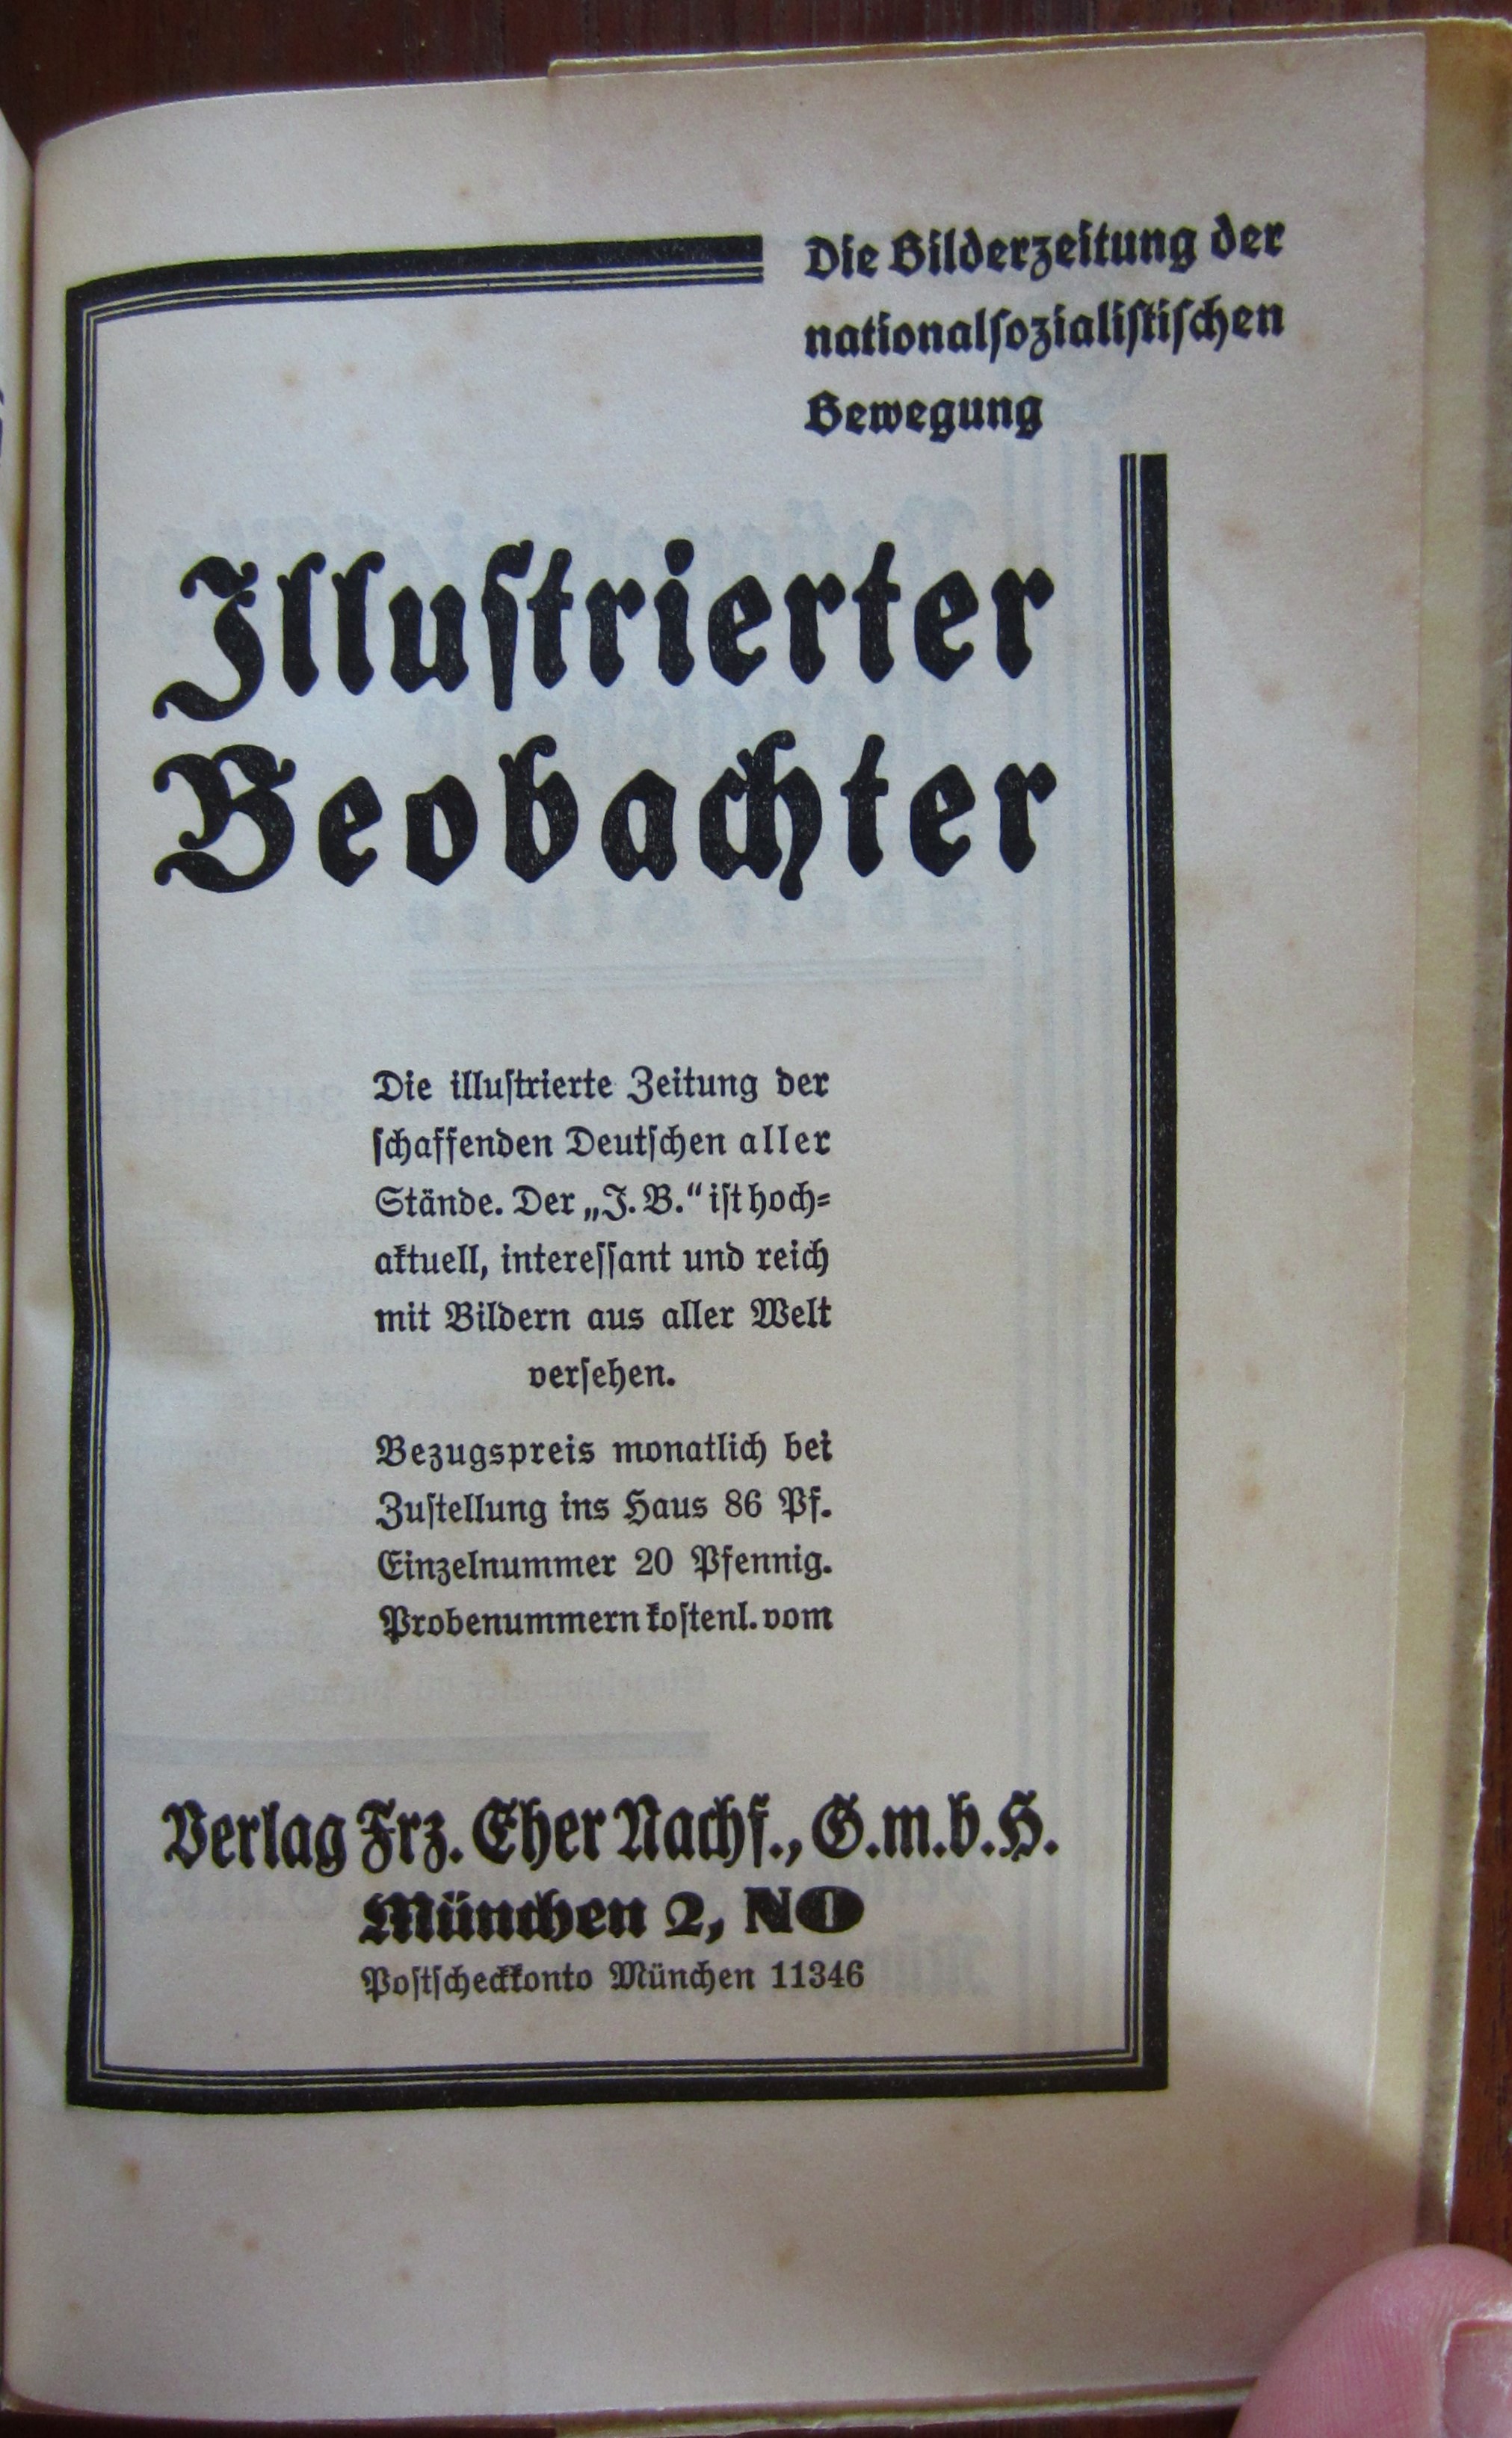 Die Bilderzeitung der
nationalsozialistischen
Bewegung
Illustrierter
Beobachter
Die illustrierte Zeitung der
schaffenden Deutschen aller
Stände. Der „J. B.“ ist hoch=
aktuell, interessant und reich
mit Bildern aus aller Welt
versehen.
Bezugspreis monatlich bei
Zustellung ins Haus 86 Pf.
Einzelnummer 20 Pfennig.
Probenummern kostenl. vom
Verlag Frz. Eher Nachf., G.m.b.H.
München 2, NO
Postscheckkonto München 11346